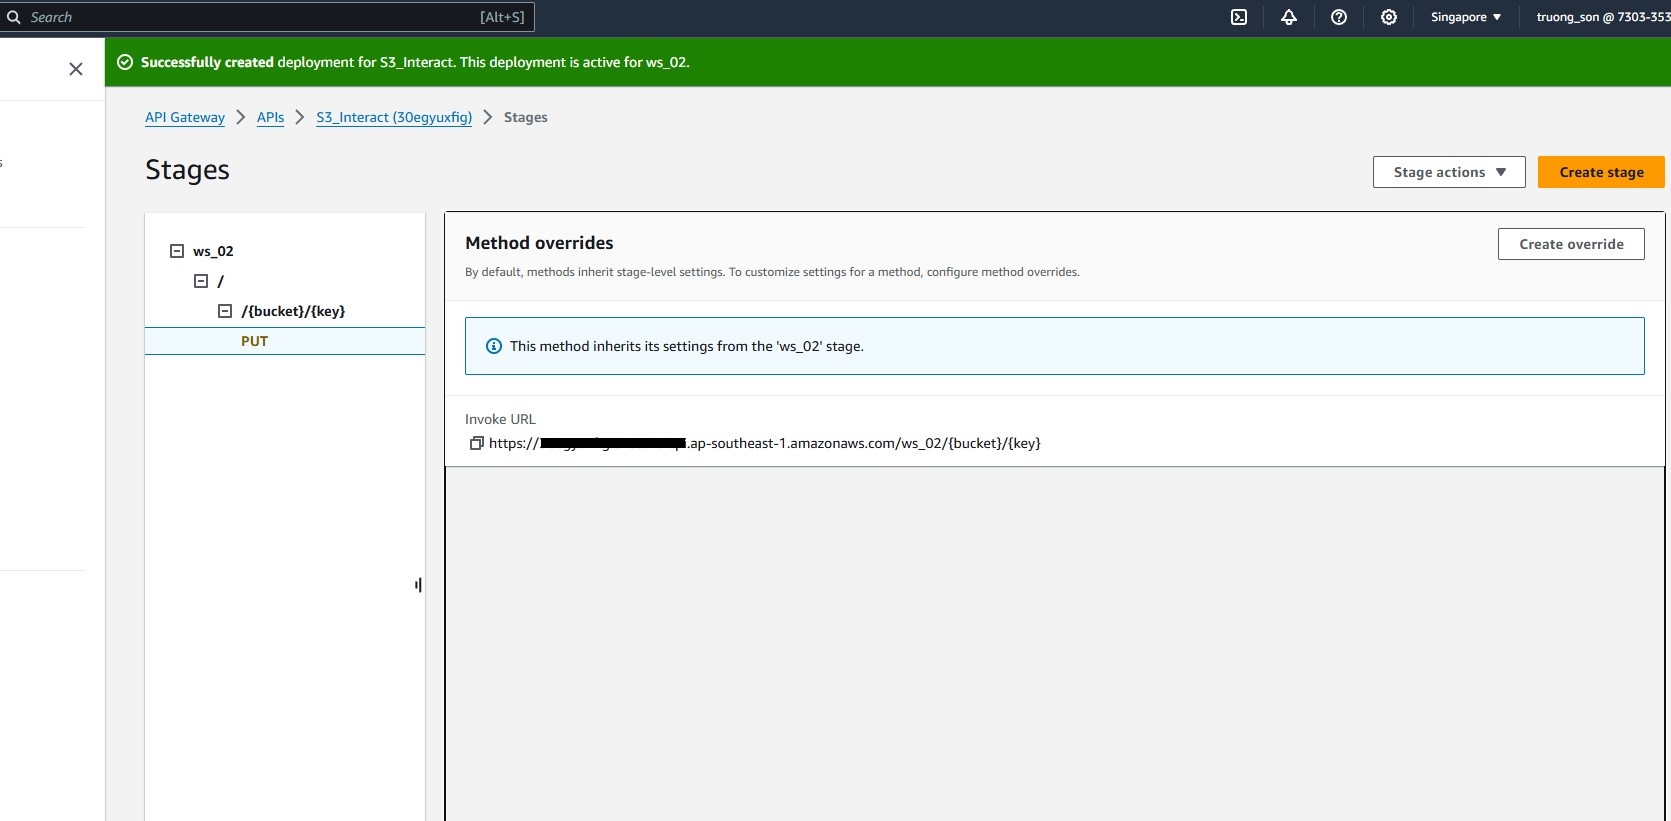 Search [Alt+S] Singapore truong_son @ 7303-353
Successfully created deployment for S3_Interact. This deployment is active for ws_02.
API Gateway > APIs > S3_Interact (30egyuxfig) > Stages
Stages
Stage actions
Create stage
ws_02
/
/{bucket}/{key}
PUT
Method overrides
Create override
By default, methods inherit stage-level settings. To customize settings for a method, configure method overrides.
This method inherits its settings from the 'ws_02' stage.
Invoke URL
https:// .ap-southeast-1.amazonaws.com/ws_02/{bucket}/{key}